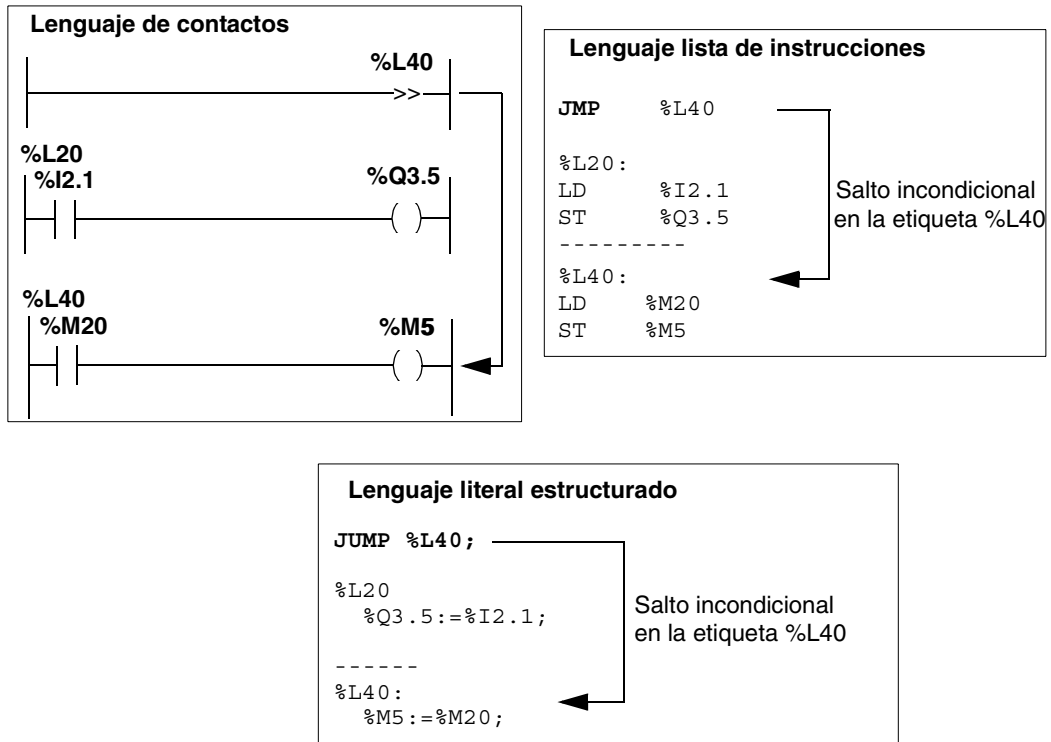 Lenguaje de contactos
%L40
>>
%L20
%I2.1
%Q3.5
( )
%L40
%M20
%M5
( )
Lenguaje lista de instrucciones
JMP %L40
%L20:
LD %I2.1
ST %Q3.5
---------
%L40:
LD %M20
ST %M5
Salto incondicional
en la etiqueta %L40
Lenguaje literal estructurado
JUMP %L40;
%L20
%Q3.5:=%I2.1;
------
%L40:
%M5:=%M20;
Salto incondicional
en la etiqueta %L40